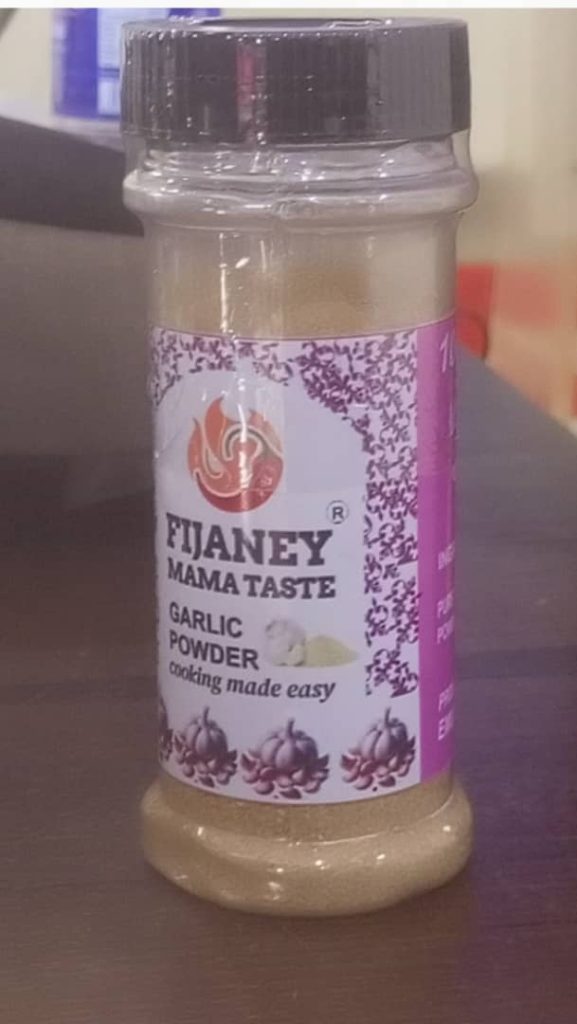 FIJANEY ®
MAMA TASTE
GARLIC
POWDER
cooking made easy